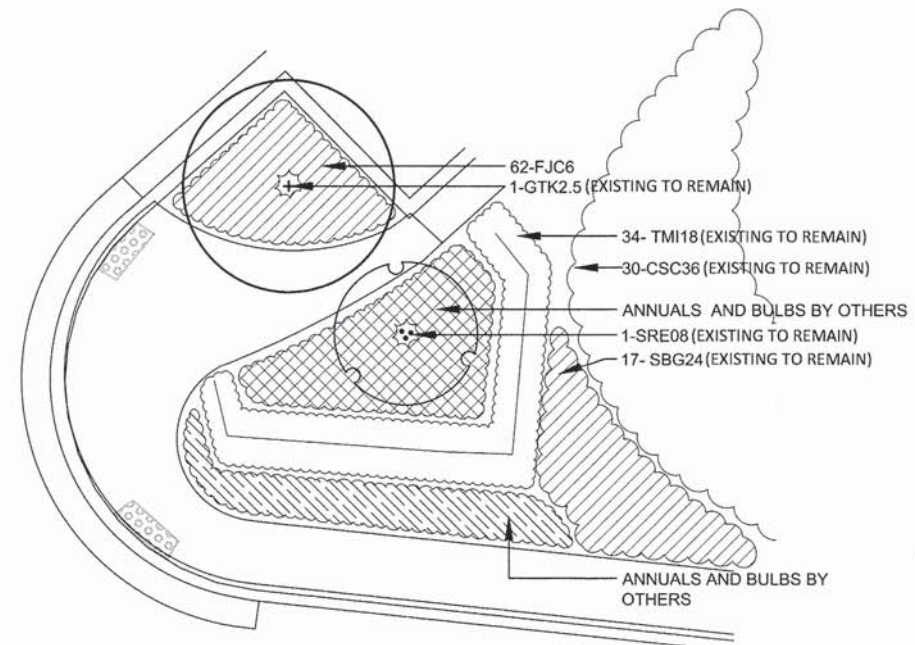 62-FJC6
1-GTK2.5 (EXISTING TO REMAIN)
34- TMI18 (EXISTING TO REMAIN)
30-CSC36 (EXISTING TO REMAIN)
ANNUALS AND BULBS BY OTHERS
1-SRE08 (EXISTING TO REMAIN)
17- SBG24 (EXISTING TO REMAIN)
ANNUALS AND BULBS BY
OTHERS